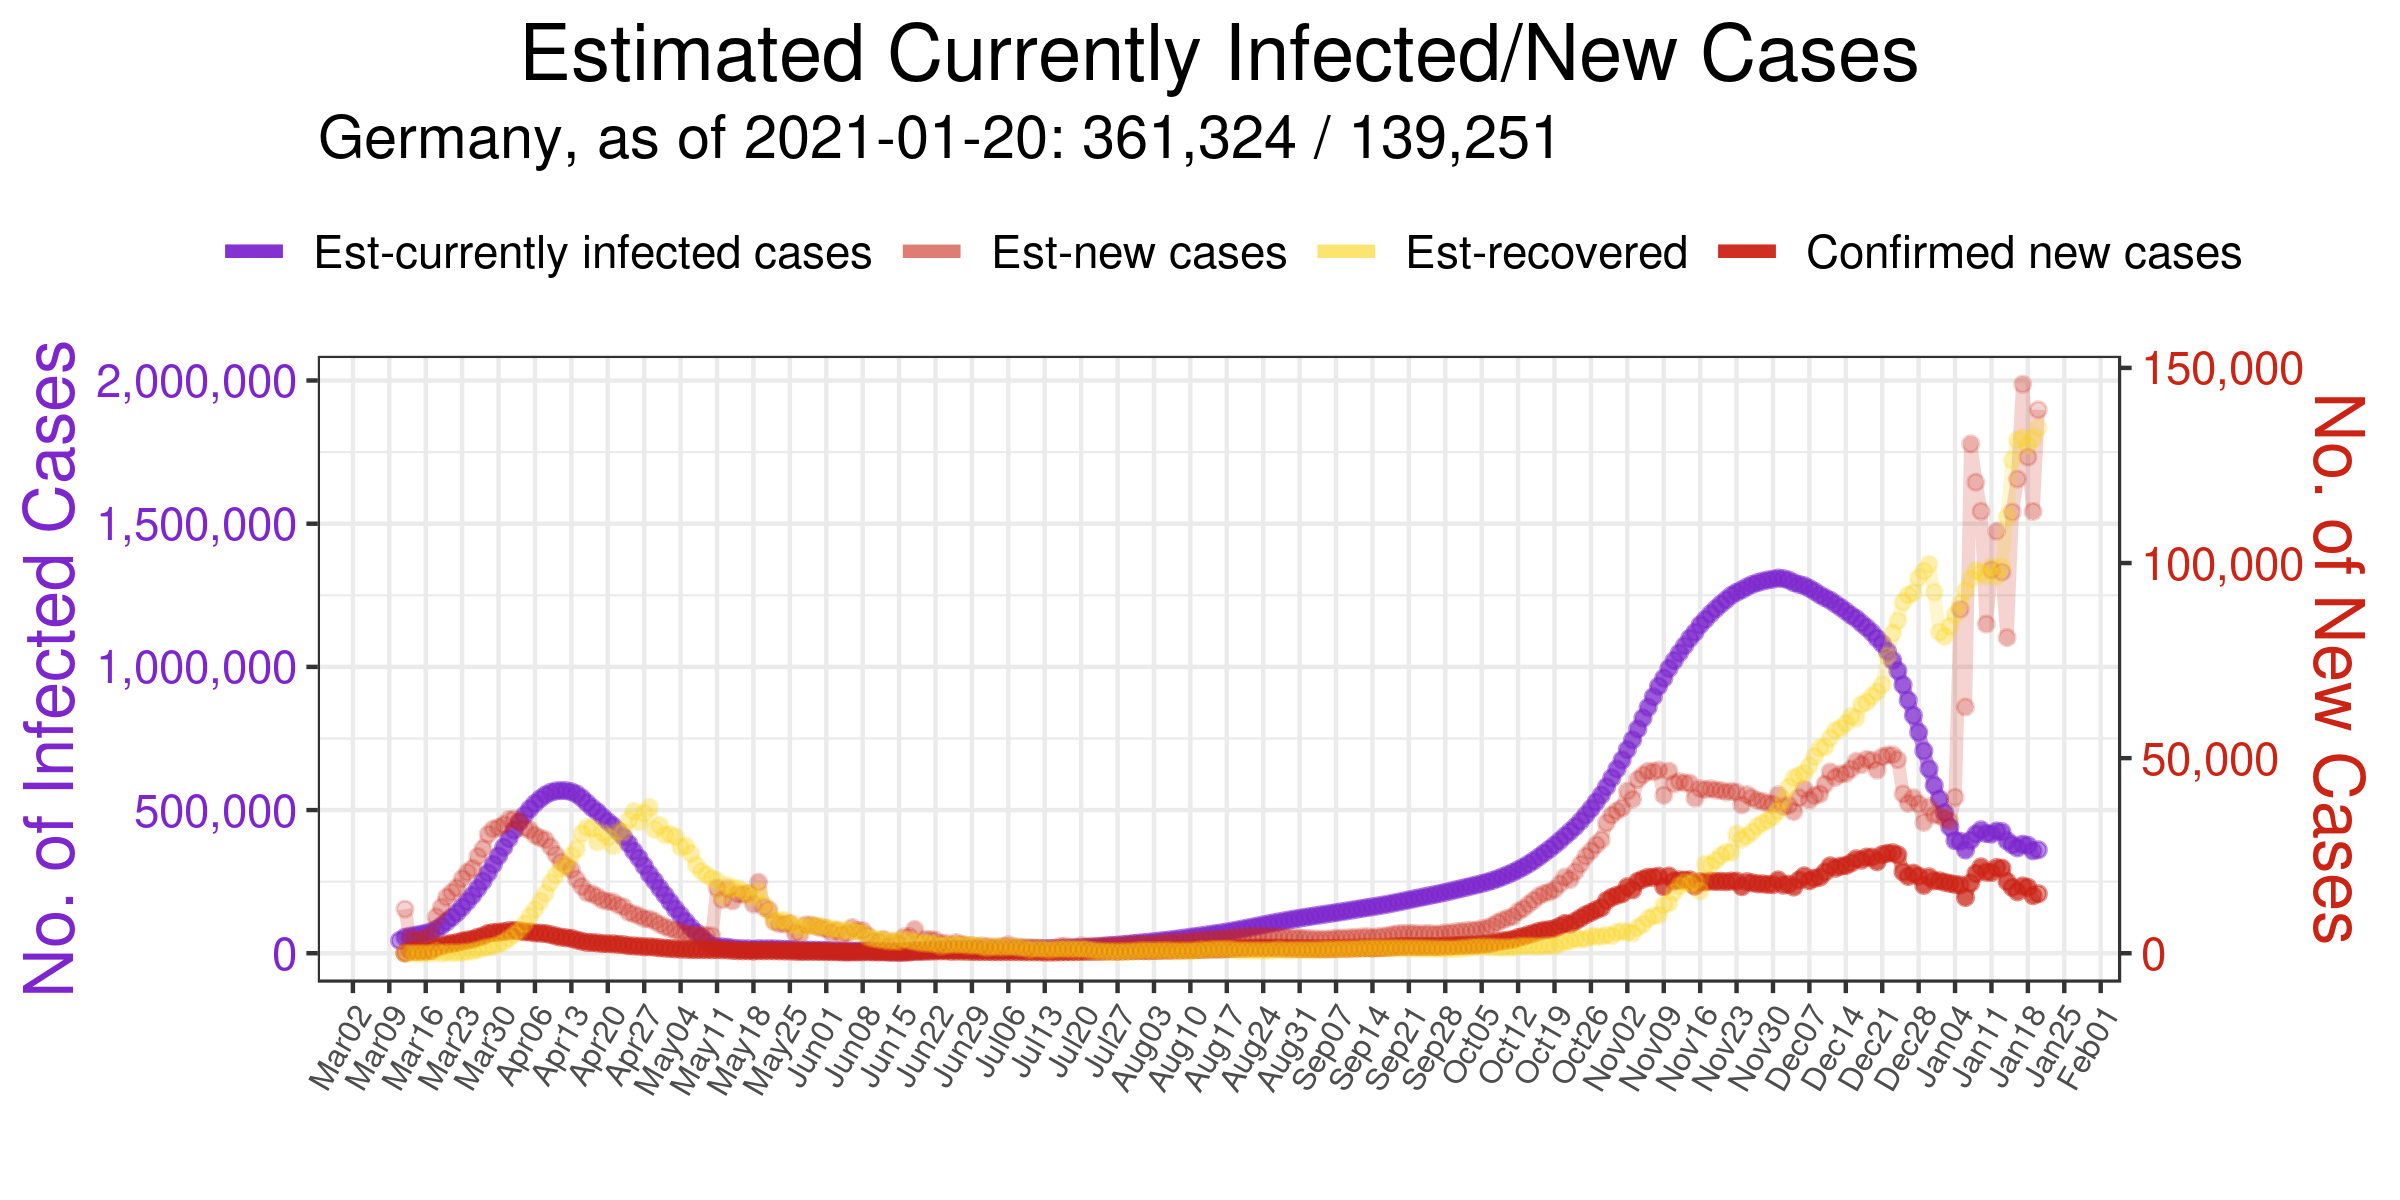 Estimated Currently Infected/New Cases
Germany, as of 2021-01-20: 361,324 / 139,251
Est-currently infected cases Est-new cases Est-recovered Confirmed new cases
No. of Infected Cases
2,000,000
1,500,000
1,000,000
500,000
0
150,000
100,000
50,000
0
No. of New Cases
Mar02 Mar09 Mar16 Mar23 Mar30 Apr06 Apr13 Apr20 Apr27 May04 May11 May18 May25 Jun01 Jun08 Jun15 Jun22 Jun29 Jul06 Jul13 Jul20 Jul27 Aug03 Aug10 Aug17 Aug24 Aug31 Sep07 Sep14 Sep21 Sep28 Oct05 Oct12 Oct19 Oct26 Nov02 Nov09 Nov16 Nov23 Nov30 Dec07 Dec14 Dec21 Dec28 Jan04 Jan11 Jan18 Jan25 Feb01